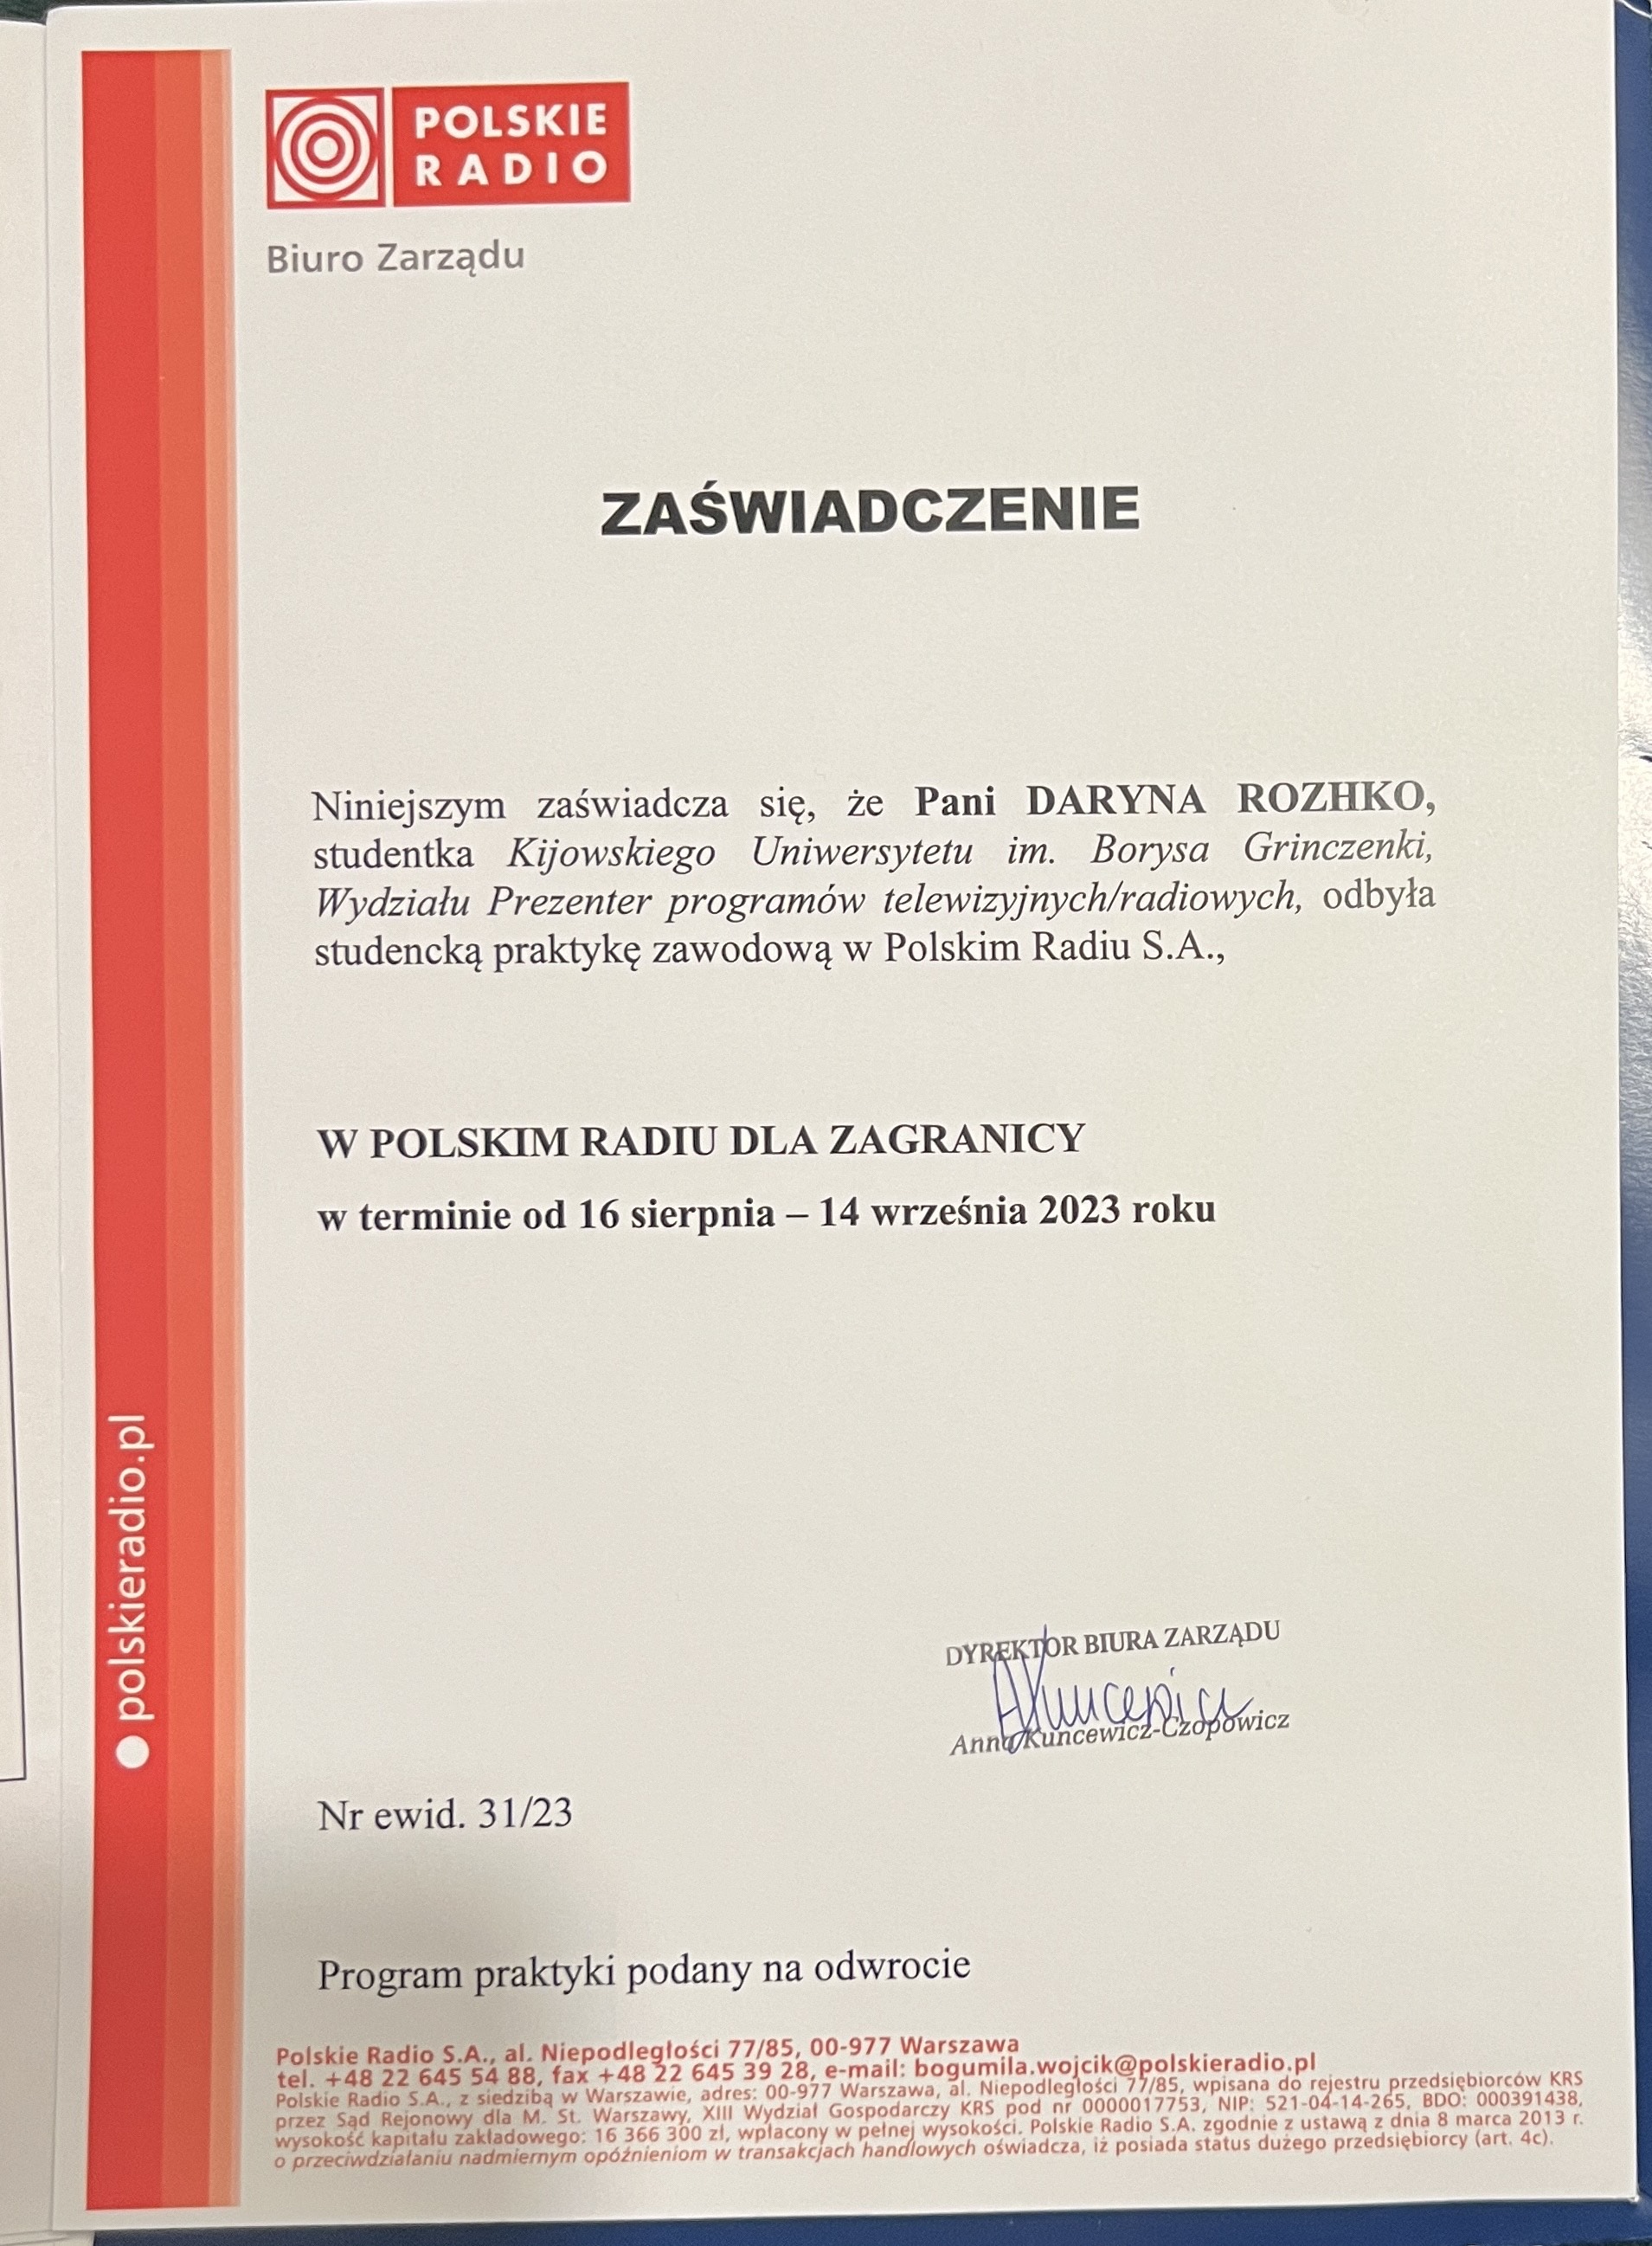 POLSKIE
RADIO
Biuro Zarządu
ZAŚWIADCZENIE
Niniejszym zaświadcza się, że Pani DARYNA ROZHKO,
studentka Kijowskiego Uniwersytetu im. Borysa Grinczenki,
Wydziału Prezenter programów telewizyjnych/radiowych, odbyła
studencką praktykę zawodową w Polskim Radiu S.A.,
W POLSKIM RADIU DLA ZAGRANICY
w terminie od 16 sierpnia – 14 września 2023 roku
polskieradio.pl
DYREKTOR BIURA ZARZĄDU
AKuncewicz
Anna Kuncewicz-Czopowicz
Nr ewid. 31/23
Program praktyki podany na odwrocie
Polskie Radio S.A., al. Niepodległości 77/85, 00-977 Warszawa
tel. +48 22 645 54 88, fax +48 22 645 39 28, e-mail: bogumila.wojcik@polskieradio.pl
Polskie Radio S.A., z siedzibą w Warszawie, adres: 00-977 Warszawa, al. Niepodległości 77/85, wpisana do rejestru przedsiębiorców KRS
przez Sąd Rejonowy dla M. St. Warszawy, XIII Wydział Gospodarczy KRS pod nr 0000017753, NIP: 521-04-14-265, BDO: 000391438,
wysokość kapitału zakładowego: 16 366 300 zł, wpłacony w pełnej wysokości. Polskie Radio S.A. zgodnie z ustawą z dnia 8 marca 2013 r.
o przeciwdziałaniu nadmiernym opóźnieniom w transakcjach handlowych oświadcza, iż posiada status dużego przedsiębiorcy (art. 4c).